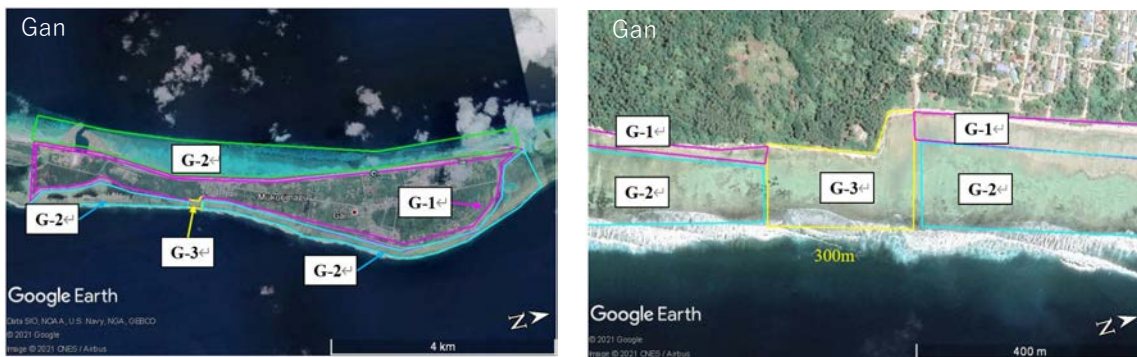 Gan
G-2↵
G-1↵
G-2↵
G-3↵
G-2↵
Google Earth
Data SIO, NOAA, U.S. Navy, NGA, GEBCO
© 2021 Google
Image © 2021 CNES / Airbus
N
4 km
Gan
G-1↵
G-1↵
G-2↵
G-3↵
G-2↵
300m
Google Earth
© 2021 Google
Image © 2021 CNES / Airbus
N
400 m